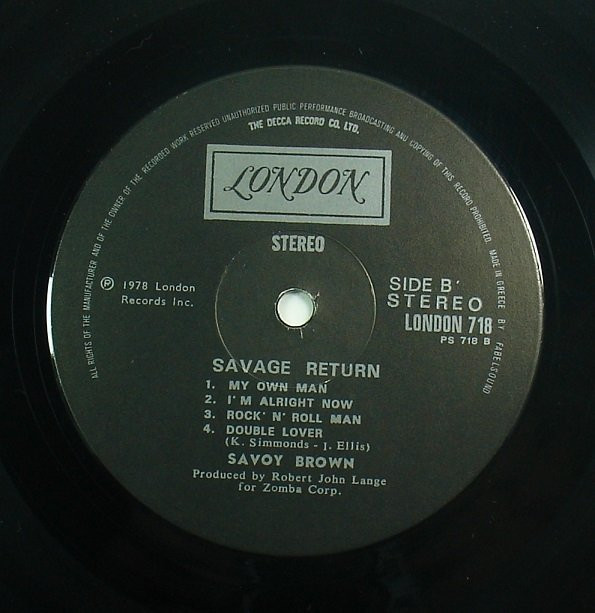 ALL RIGHTS OF THE MANUFACTURER AND OF THE OWNER OF THE RECORDED WORK RESERVED UNAUTHORIZED PUBLIC PERFORMANCE BROADCASTING AND COPYING OF THIS RECORD PROHIBITED. MADE IN GREECE BY FABELSOUND
THE DECCA RECORD CO. LTD.
LONDON
STEREO
℗ 1978 London
Records Inc.
SIDE B'
STEREO
LONDON 718
PS 718 B
SAVAGE RETURN
1. MY OWN MAN
2. I'M ALRIGHT NOW
3. ROCK' N' ROLL MAN
4. DOUBLE LOVER
(K. Simmonds - I. Ellis)
SAVOY BROWN
Produced by Robert John Lange
for Zomba Corp.